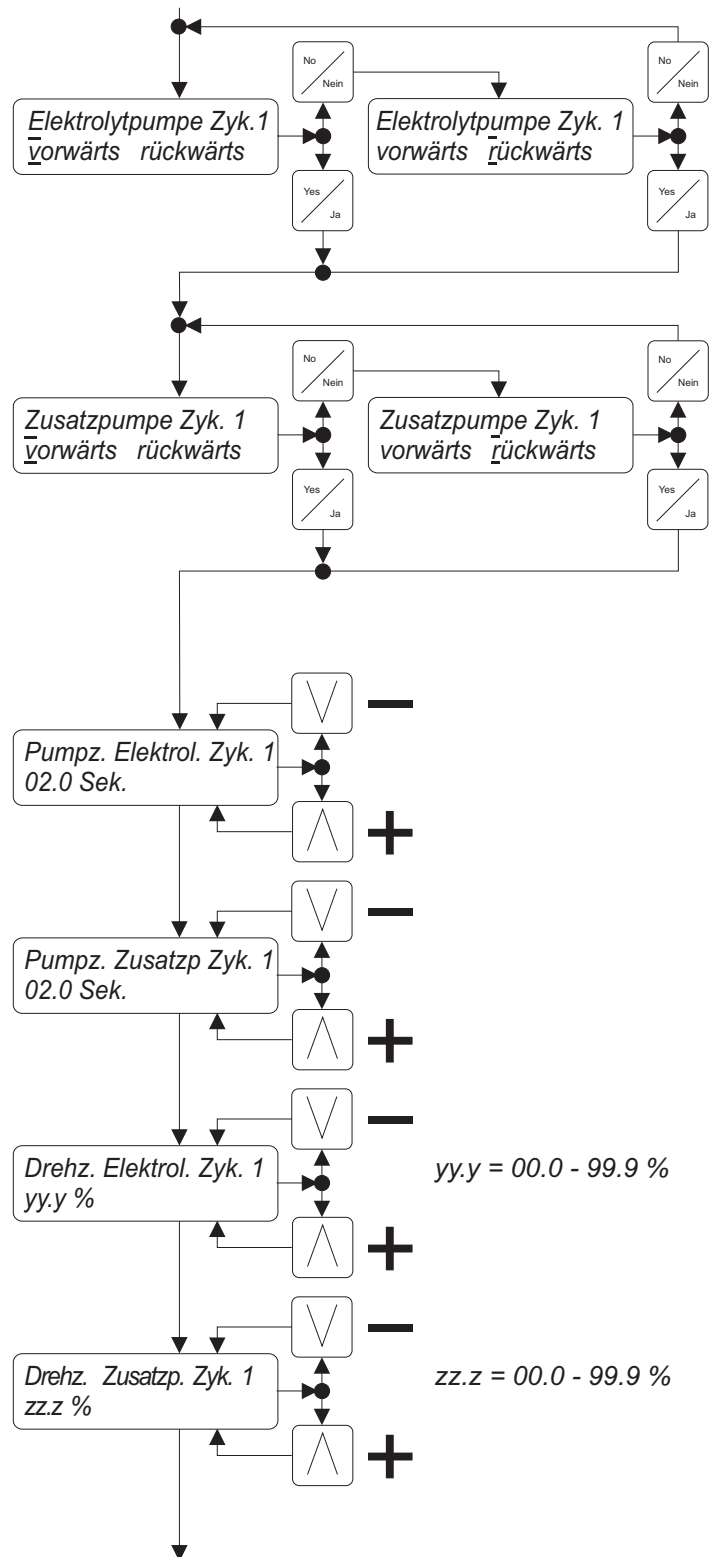 No
Nein
No
Nein
Elektrolytpumpe Zyk.1
vorwärts rückwärts
Elektrolytpumpe Zyk. 1
vorwärts rückwärts
Yes
Ja
Yes
Ja
No
Nein
No
Nein
Zusatzpumpe Zyk. 1
vorwärts rückwärts
Zusatzpumpe Zyk. 1
vorwärts rückwärts
Yes
Ja
Yes
Ja
Pumpz. Elektrol. Zyk. 1
02.0 Sek.
Pumpz. Zusatzp Zyk. 1
02.0 Sek.
Drehz. Elektrol. Zyk. 1
yy.y %
yy.y = 00.0 - 99.9 %
Drehz. Zusatzp. Zyk. 1
zz.z %
zz.z = 00.0 - 99.9 %